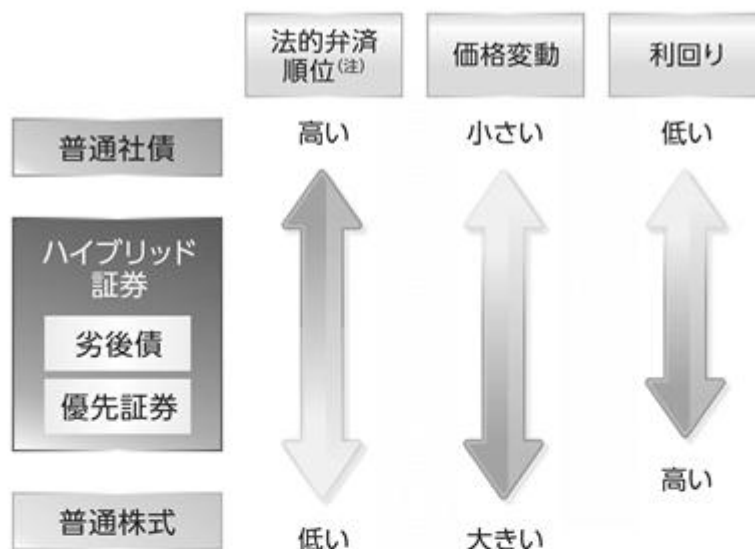 法的弁済
順位(注)
価格変動
利回り
普通社債
高い
小さい
低い
ハイブリッド
証券
劣後債
優先証券
高い
普通株式
低い
大きい